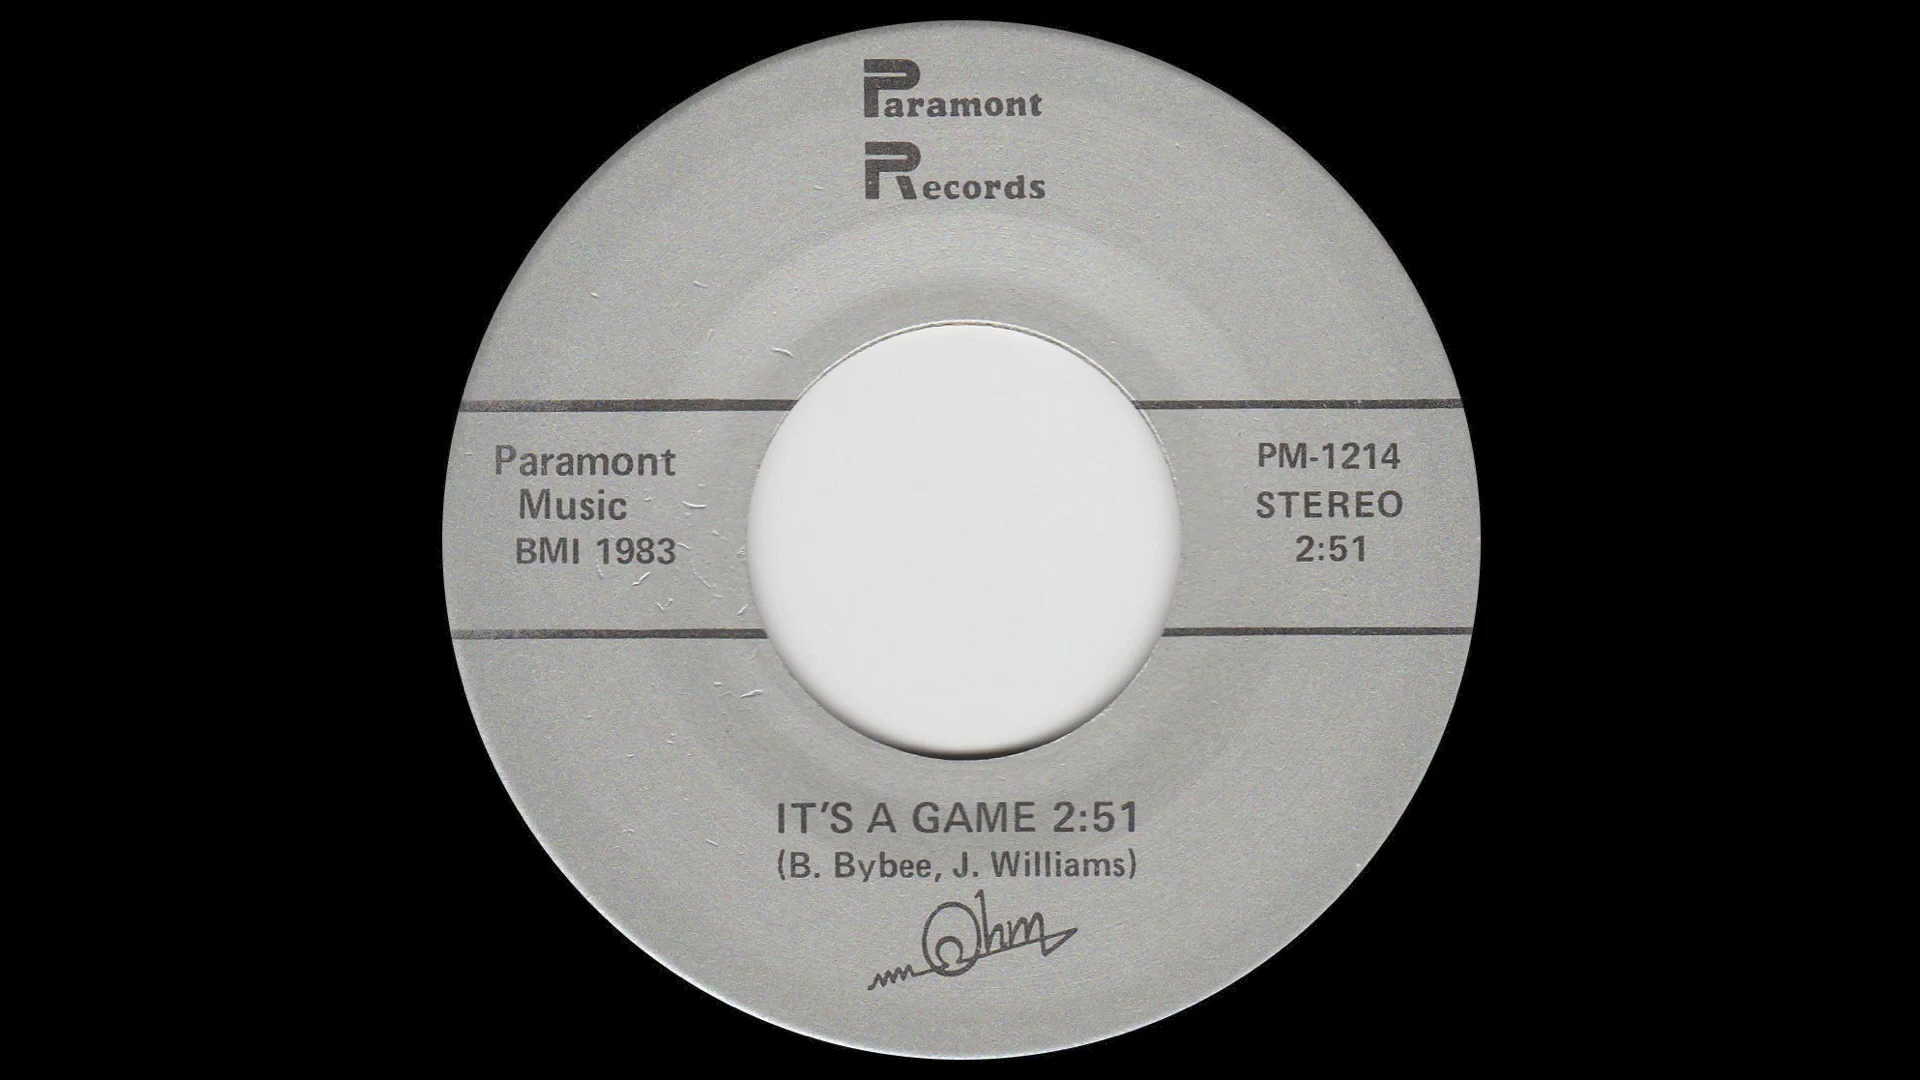 Paramont
Records
Paramont
Music
BMI 1983
PM-1214
STEREO
2:51
IT'S A GAME 2:51
(B. Bybee, J. Williams)
Ohm